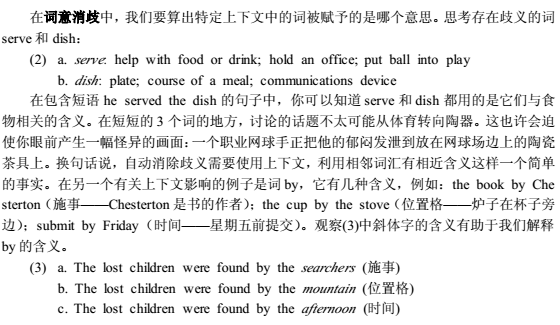 在词意消歧中，我们要算出特定上下文中的词被赋予的是哪个意思。思考存在歧义的词
serve 和 dish：
(2) a. serve: help with food or drink; hold an office; put ball into play
b. dish: plate; course of a meal; communications device
在包含短语 he served the dish 的句子中，你可以知道 serve 和 dish 都用的是它们与食
物相关的含义。在短短的 3 个词的地方，讨论的话题不太可能从体育转向陶器。这也许会迫
使你眼前产生一幅怪异的画面：一个职业网球手正把他的郁闷发泄到放在网球场边上的陶瓷
茶具上。换句话说，自动消除歧义需要使用上下文，利用相邻词汇有相近含义这样一个简单
的事实。在另一个有关上下文影响的例子是词 by，它有几种含义，例如：the book by Che
sterton（施事——Chesterton 是书的作者）；the cup by the stove（位置格——炉子在杯子旁
边）；submit by Friday（时间——星期五前提交）。观察(3)中斜体字的含义有助于我们解释
by 的含义。
(3) a. The lost children were found by the searchers (施事)
b. The lost children were found by the mountain (位置格)
c. The lost children were found by the afternoon (时间)